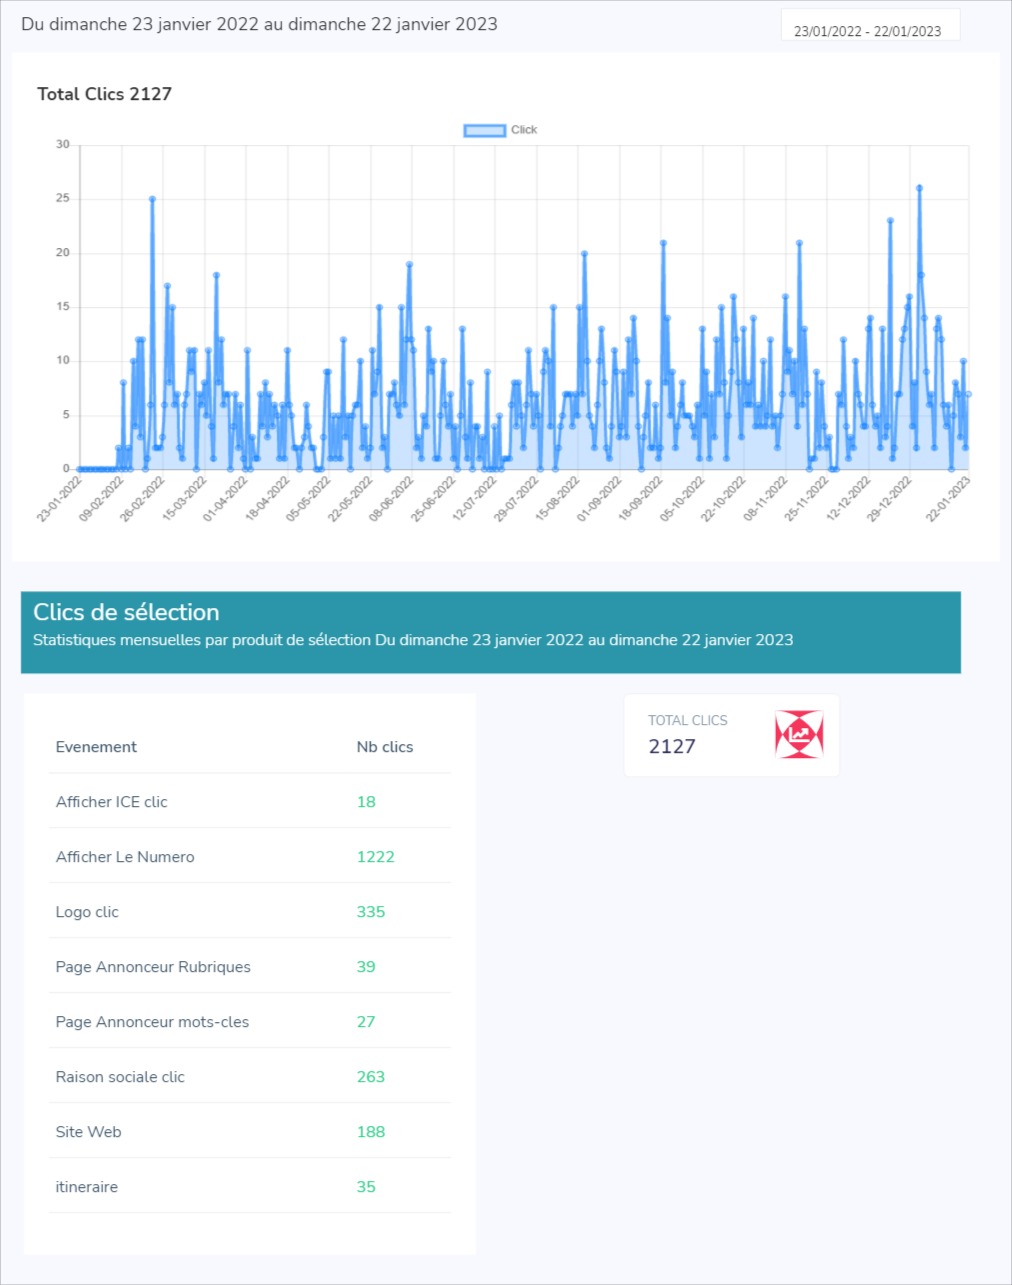 Du dimanche 23 janvier 2022 au dimanche 22 janvier 2023
23/01/2022 - 22/01/2023
Total Clics 2127
Click
30
25
20
15
10
5
0
23-01-2022
09-02-2022
26-02-2022
15-03-2022
01-04-2022
18-04-2022
05-05-2022
22-05-2022
08-06-2022
25-06-2022
12-07-2022
29-07-2022
15-08-2022
01-09-2022
18-09-2022
05-10-2022
22-10-2022
08-11-2022
25-11-2022
12-12-2022
29-12-2022
22-01-2023
Clics de sélection
Statistiques mensuelles par produit de sélection Du dimanche 23 janvier 2022 au dimanche 22 janvier 2023
Evenement Nb clics
Afficher ICE clic 18
Afficher Le Numero 1222
Logo clic 335
Page Annonceur Rubriques 39
Page Annonceur mots-cles 27
Raison sociale clic 263
Site Web 188
itineraire 35
TOTAL CLICS
2127